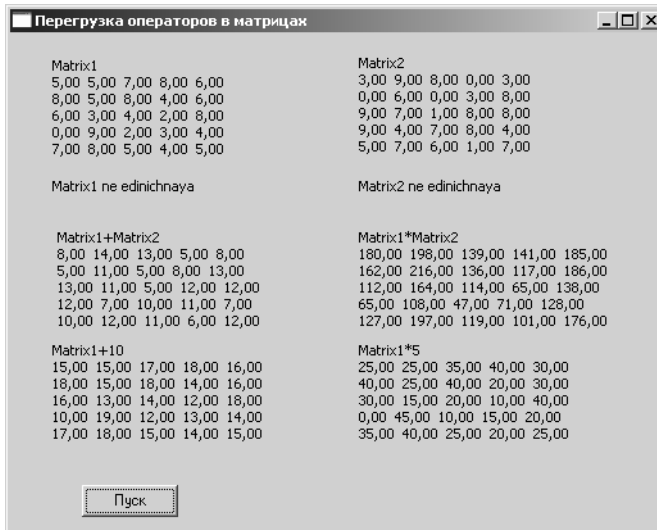 Перегрузка операторов в матрицах
Matrix1
5,00 5,00 7,00 8,00 6,00
8,00 5,00 8,00 4,00 6,00
6,00 3,00 4,00 2,00 8,00
0,00 9,00 2,00 3,00 4,00
7,00 8,00 5,00 4,00 5,00
Matrix1 ne edinichnaya
Matrix2
3,00 9,00 8,00 0,00 3,00
0,00 6,00 0,00 3,00 8,00
9,00 7,00 1,00 8,00 8,00
9,00 4,00 7,00 8,00 4,00
5,00 7,00 6,00 1,00 7,00
Matrix2 ne edinichnaya
Matrix1+Matrix2
8,00 14,00 13,00 5,00 8,00
5,00 11,00 5,00 8,00 13,00
13,00 11,00 5,00 12,00 12,00
12,00 7,00 10,00 11,00 7,00
10,00 12,00 11,00 6,00 12,00
Matrix1*Matrix2
180,00 198,00 139,00 141,00 185,00
162,00 216,00 136,00 117,00 186,00
112,00 164,00 114,00 65,00 138,00
65,00 108,00 47,00 71,00 128,00
127,00 197,00 119,00 101,00 176,00
Matrix1+10
15,00 15,00 17,00 18,00 16,00
18,00 15,00 18,00 14,00 16,00
16,00 13,00 14,00 12,00 18,00
10,00 19,00 12,00 13,00 14,00
17,00 18,00 15,00 14,00 15,00
Matrix1*5
25,00 25,00 35,00 40,00 30,00
40,00 25,00 40,00 20,00 30,00
30,00 15,00 20,00 10,00 40,00
0,00 45,00 10,00 15,00 20,00
35,00 40,00 25,00 20,00 25,00
Пуск